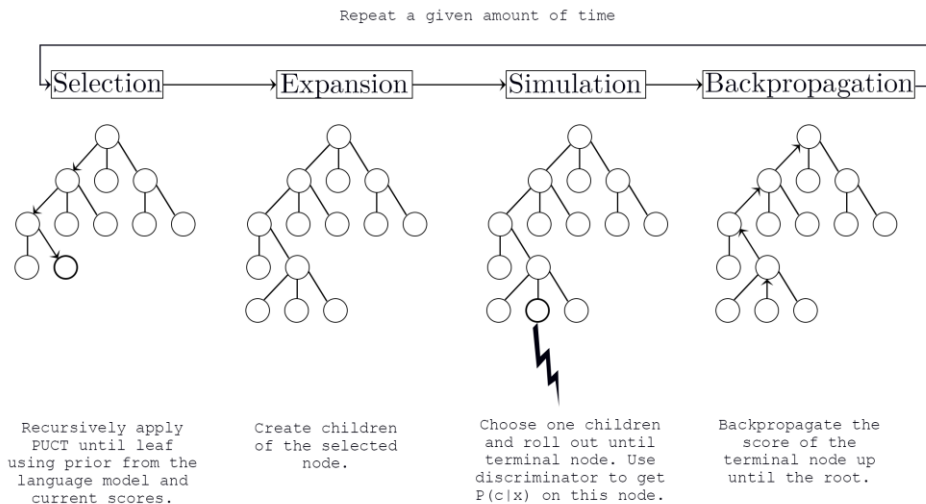 Repeat a given amount of time
Selection
Expansion
Simulation
Backpropagation
Recursively apply
PUCT until leaf
using prior from the
language model and
current scores.
Create children
of the selected
node.
Choose one children
and roll out until
terminal node. Use
discriminator to get
P(c|x) on this node.
Backpropagate the
score of the
terminal node up
until the root.